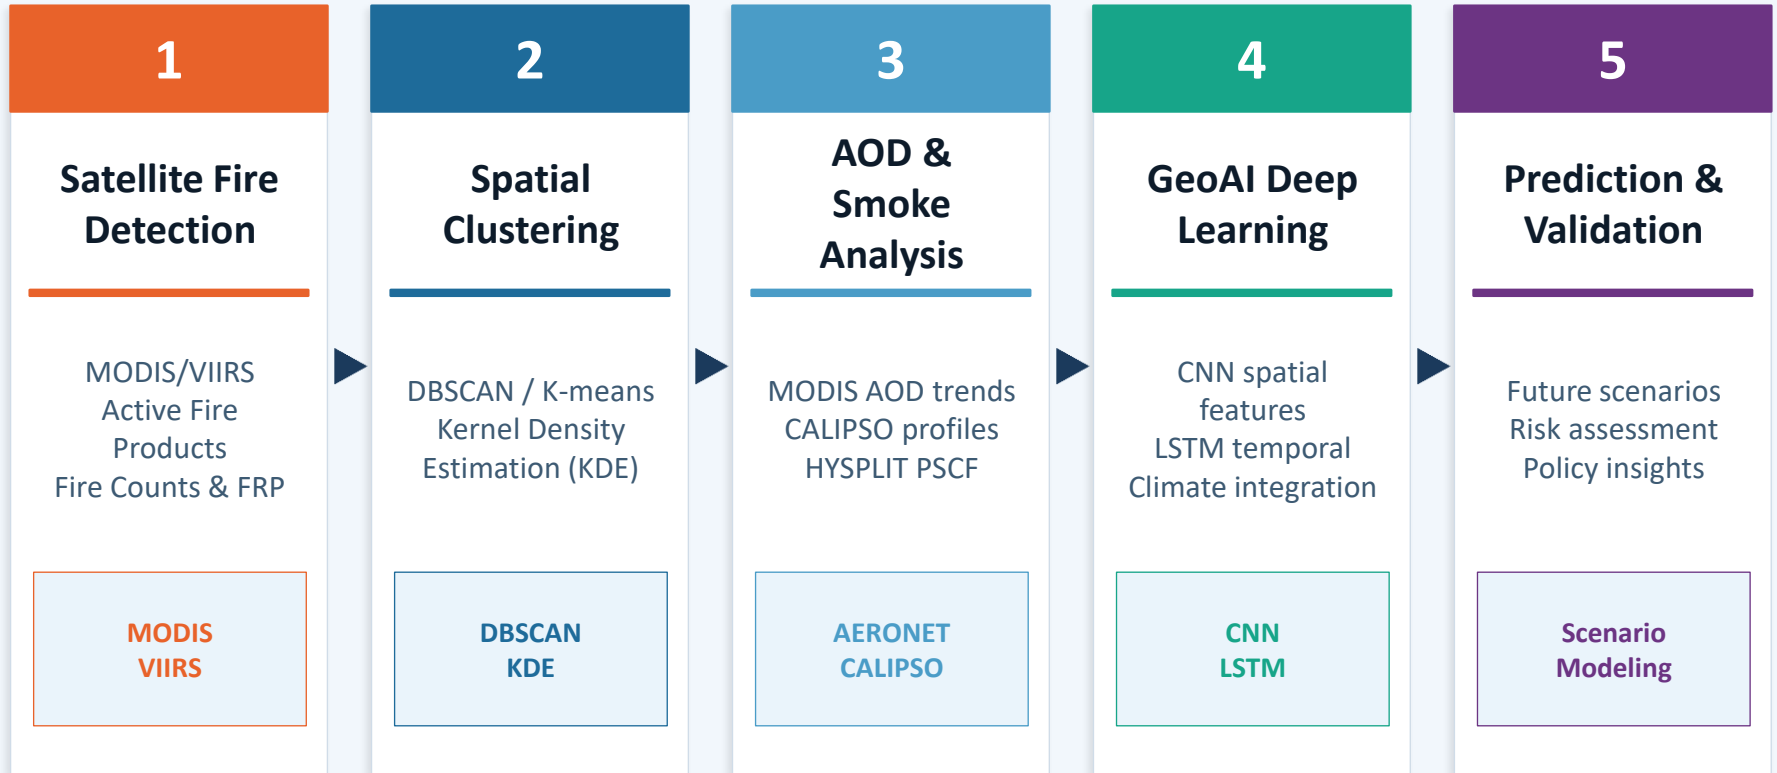 1
Satellite Fire
Detection
MODIS/VIIRS
Active Fire
Products
Fire Counts & FRP
MODIS
VIIRS
2
Spatial
Clustering
DBSCAN / K-means
Kernel Density
Estimation (KDE)
DBSCAN
KDE
3
AOD &
Smoke
Analysis
MODIS AOD trends
CALIPSO profiles
HYSPLIT PSCF
AERONET
CALIPSO
4
GeoAI Deep
Learning
CNN spatial
features
LSTM temporal
Climate integration
CNN
LSTM
5
Prediction &
Validation
Future scenarios
Risk assessment
Policy insights
Scenario
Modeling